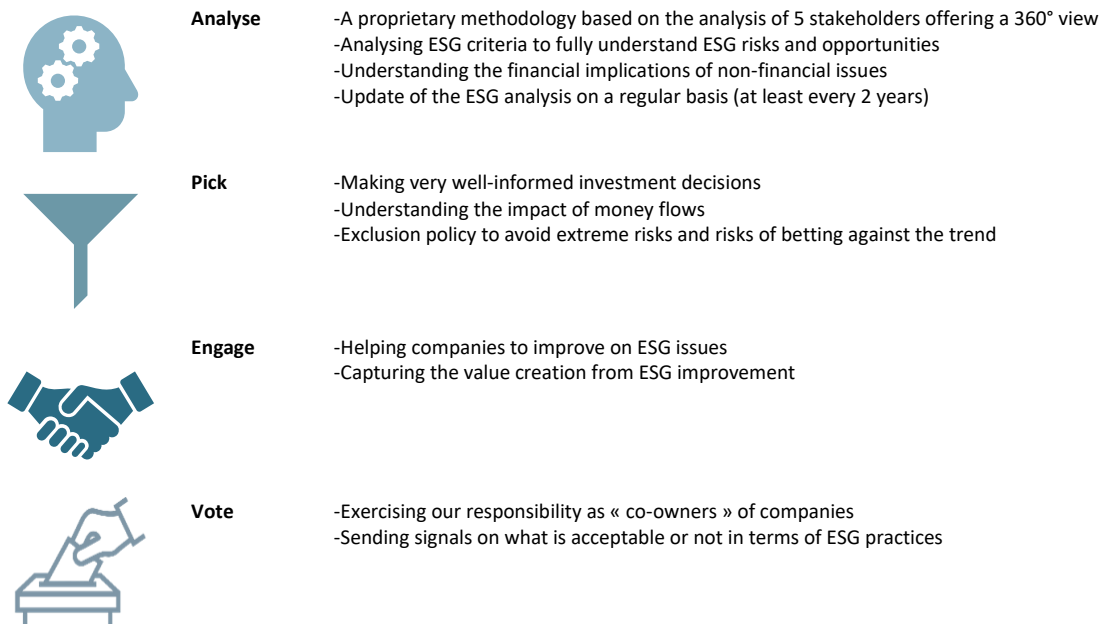 Analyse -A proprietary methodology based on the analysis of 5 stakeholders offering a 360° view
-Analysing ESG criteria to fully understand ESG risks and opportunities
-Understanding the financial implications of non-financial issues
-Update of the ESG analysis on a regular basis (at least every 2 years)
Pick -Making very well-informed investment decisions
-Understanding the impact of money flows
-Exclusion policy to avoid extreme risks and risks of betting against the trend
Engage -Helping companies to improve on ESG issues
-Capturing the value creation from ESG improvement
Vote -Exercising our responsibility as « co-owners » of companies
-Sending signals on what is acceptable or not in terms of ESG practices